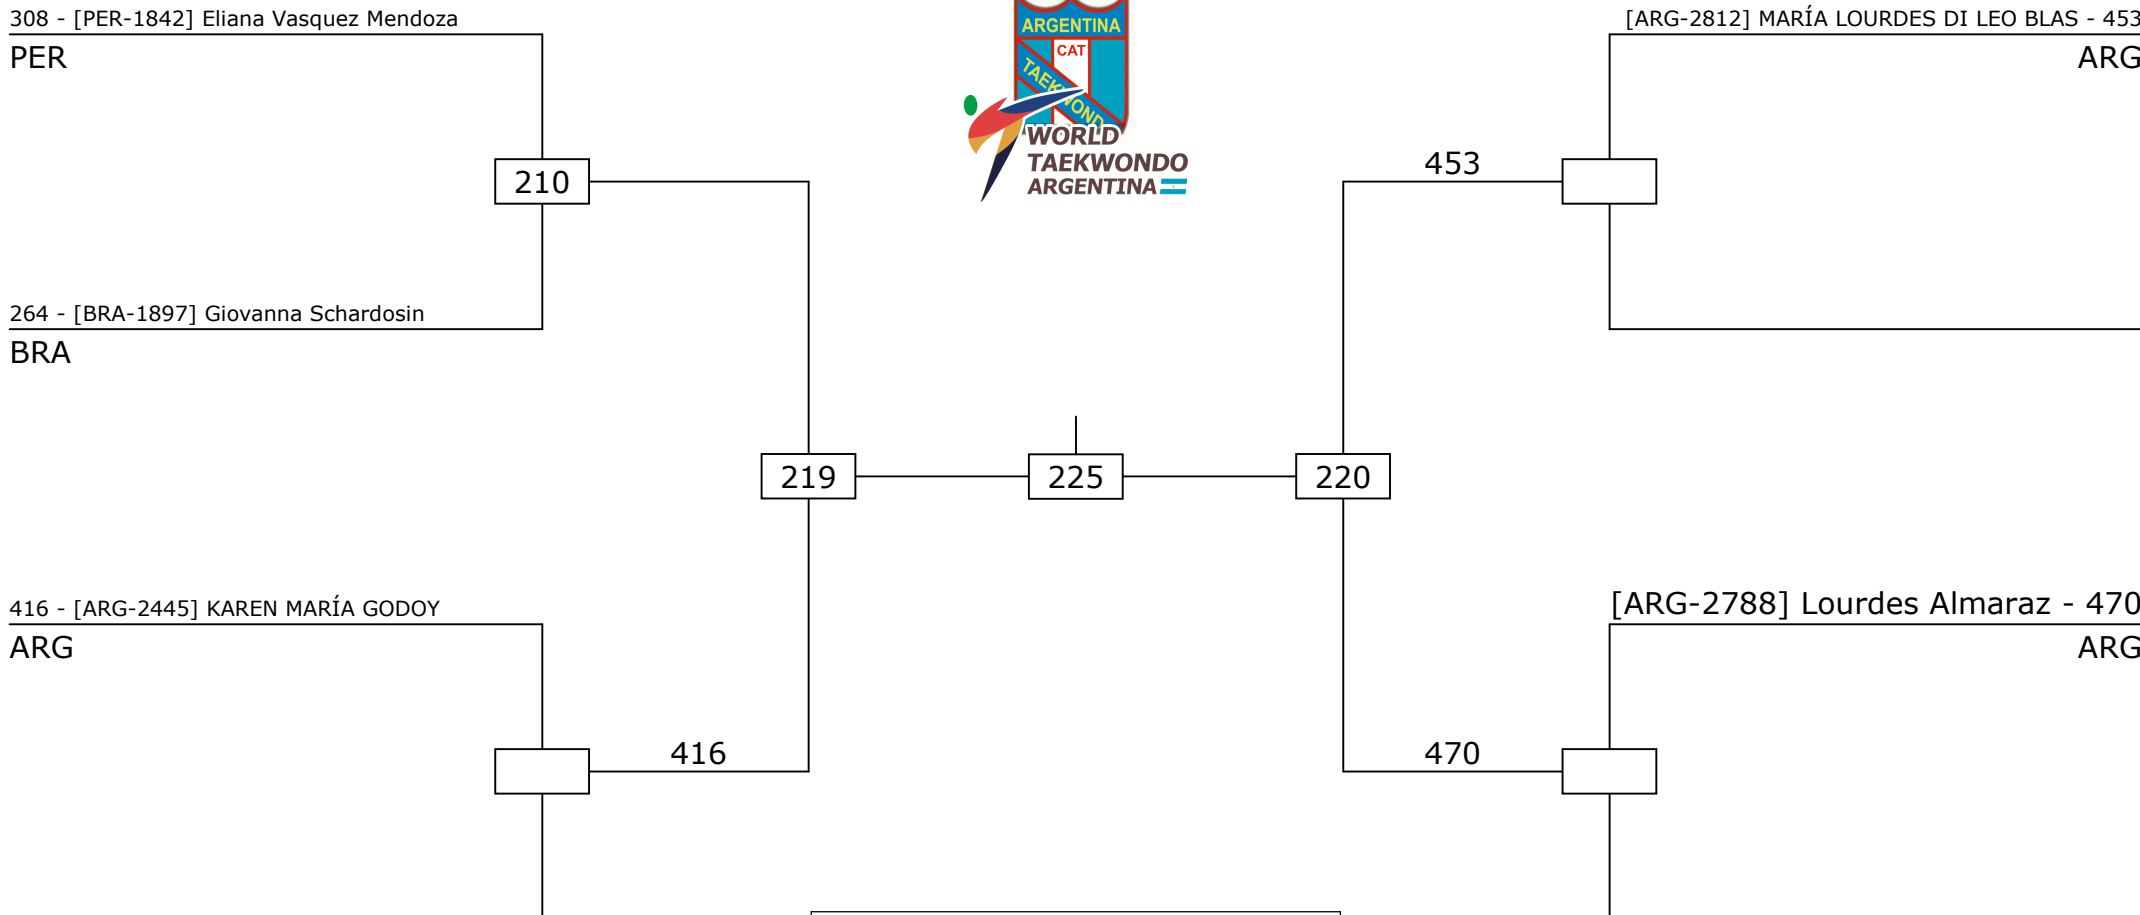 308 - [PER-1842] Eliana Vasquez Mendoza
PER
ARGENTINA
CAT
TAEKWONDO
WORLD
TAEKWONDO
ARGENTINA
[ARG-2812] MARÍA LOURDES DI LEO BLAS - 453
ARG
210
453
264 - [BRA-1897] Giovanna Schardosin
BRA
219
225
220
416 - [ARG-2445] KAREN MARÍA GODOY
ARG
[ARG-2788] Lourdes Almaraz - 470
ARG
416
470